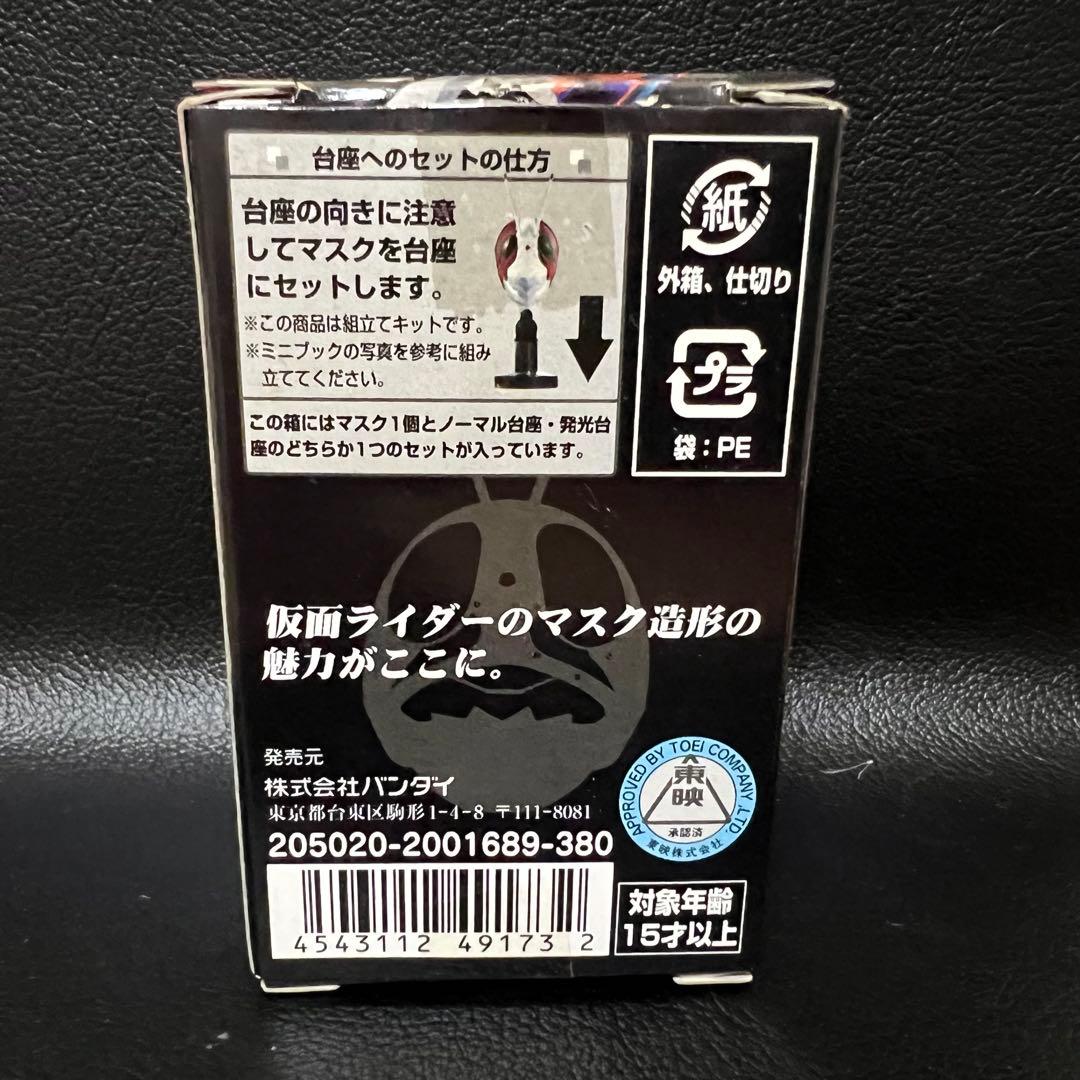 台座へのセットの仕方
台座の向きに注意
してマスクを台座
にセットします。
※この商品は組立てキットです。
※ミニブックの写真を参考に組み
立ててください。
この箱にはマスク1個とノーマル台座・発光台
座のどちらか1つのセットが入っています。
紙
外箱、仕切り
プラ
袋：PE
仮面ライダーのマスク造形の
魅力がここに。
発売元
株式会社バンダイ
東京都台東区駒形1-4-8 〒111-8081
205020-2001689-380
4543112 49173 2
APPROVED BY TOEI COMPANY, LTD.
東映
承認済
東映株式会社
対象年齢
15才以上